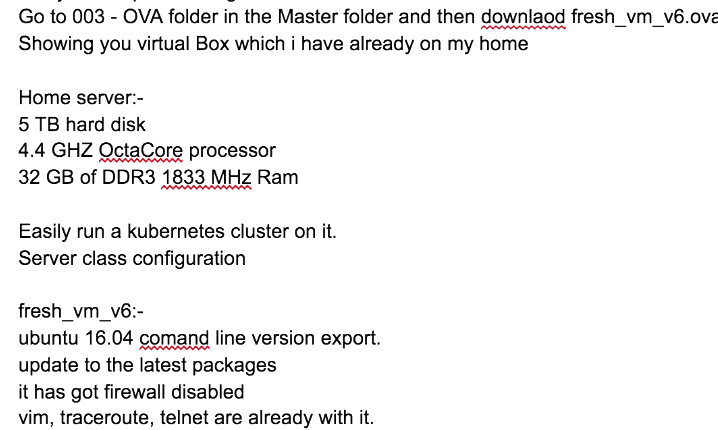 Go to 003 - OVA folder in the Master folder and then downlaod fresh_vm_v6.ova
Showing you virtual Box which i have already on my home
Home server:-
5 TB hard disk
4.4 GHZ OctaCore processor
32 GB of DDR3 1833 MHz Ram
Easily run a kubernetes cluster on it.
Server class configuration
fresh_vm_v6:-
ubuntu 16.04 comand line version export.
update to the latest packages
it has got firewall disabled
vim, traceroute, telnet are already with it.